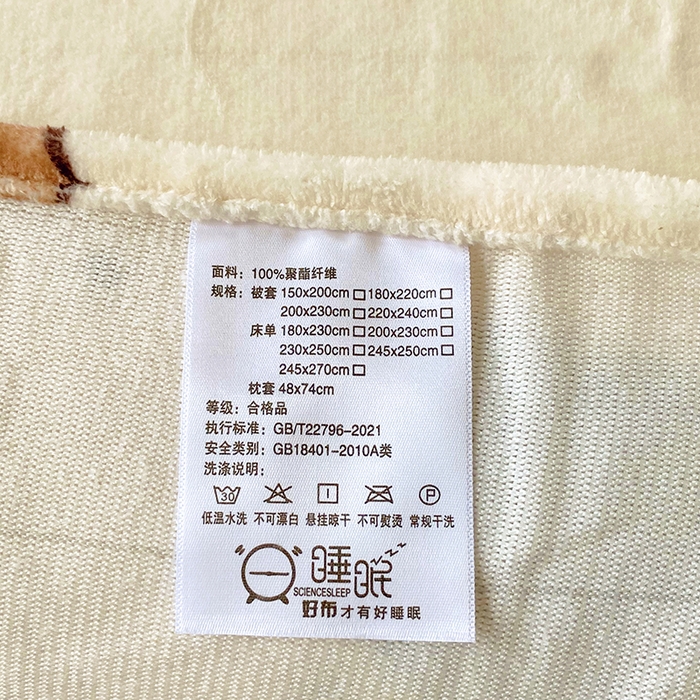 面料：100%聚酯纤维
规格：被套 150x200cm□180x220cm□
200x230cm□220x240cm□
床单 180x230cm□200x230cm□
230x250cm□245x250cm□
245x270cm□
枕套 48x74cm
等级：合格品
执行标准：GB/T22796-2021
安全类别：GB18401-2010A类
洗涤说明：
30 P
低温水洗 不可漂白 悬挂晾干 不可熨烫 常规干洗
睡眠zzz
SCIENCESLEEP
好布才有好睡眠